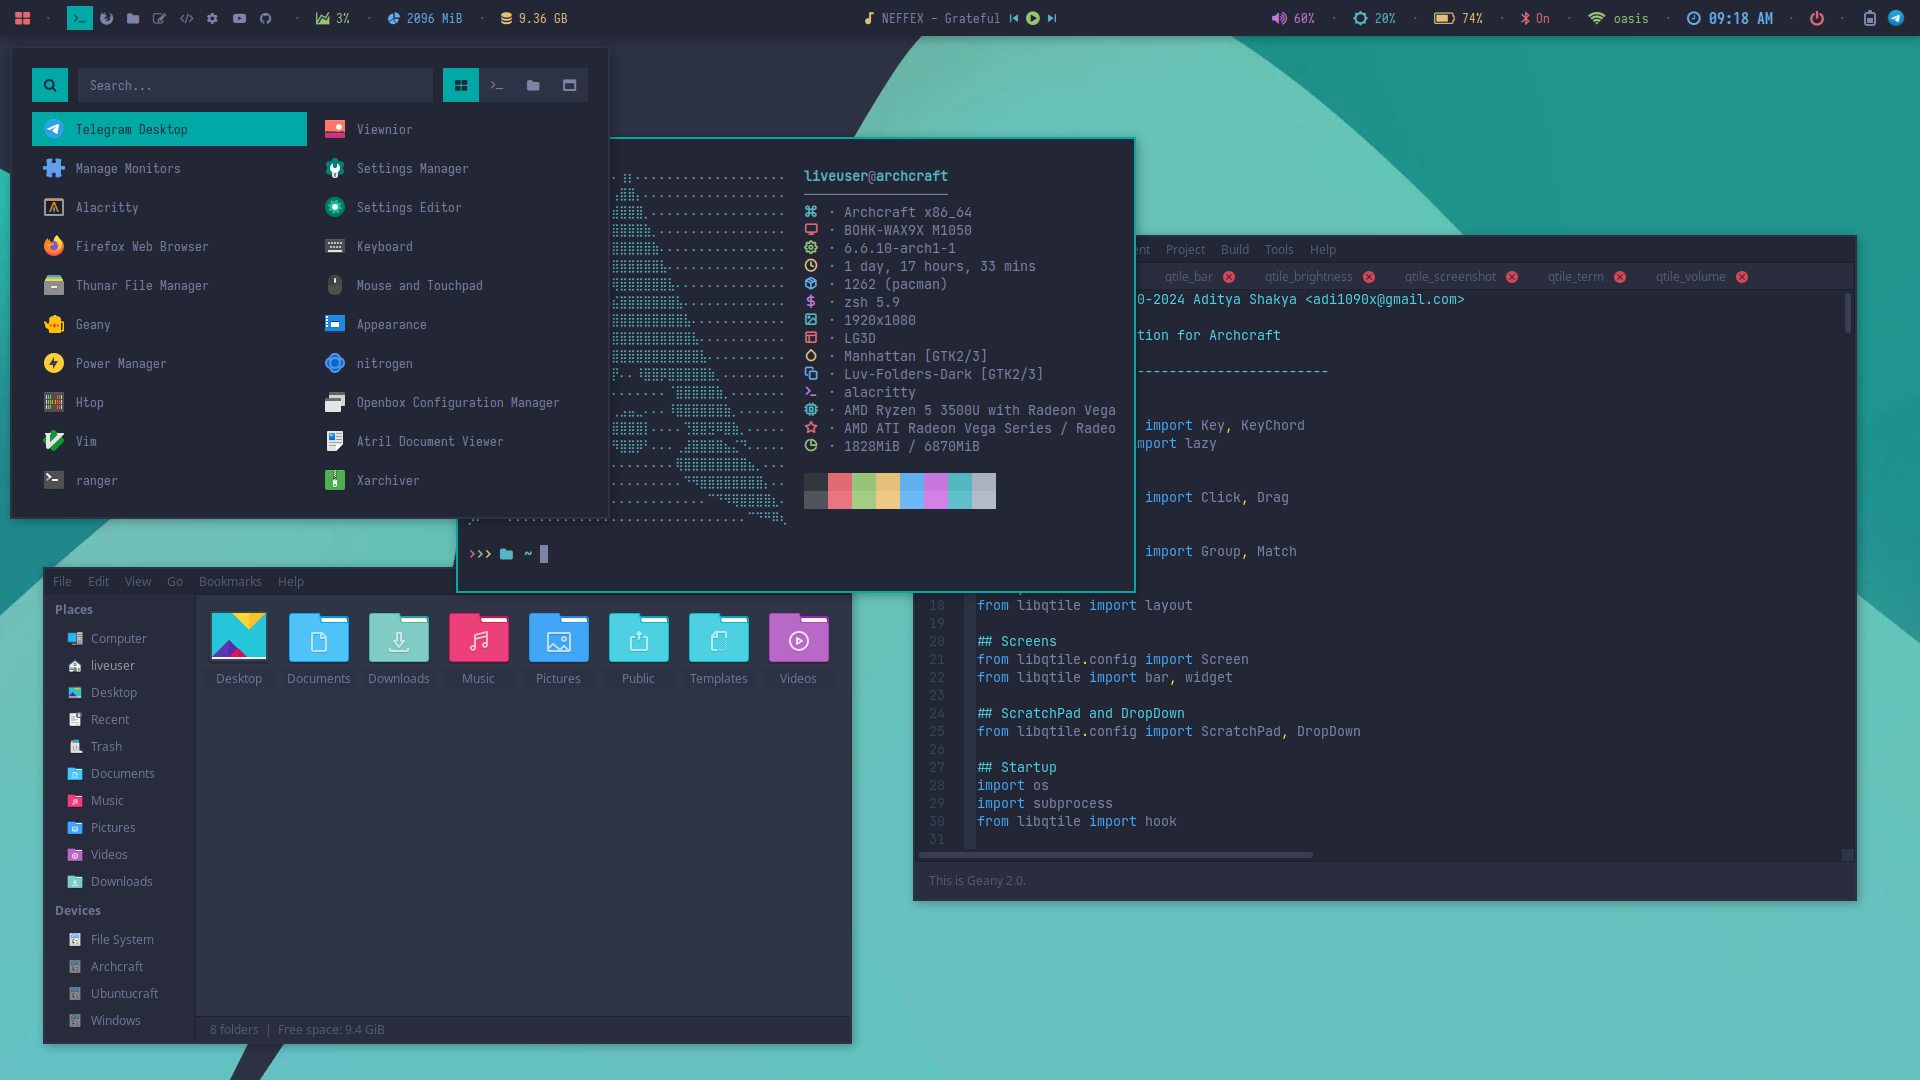 3%
2096 MiB
9.36 GB
NEFFEX - Grateful
60%
20%
74%
On
oasis
09:18 AM
Search...
Telegram Desktop
Viewnior
Manage Monitors
Settings Manager
Alacritty
Settings Editor
Firefox Web Browser
Keyboard
Thunar File Manager
Mouse and Touchpad
Geany
Appearance
Power Manager
nitrogen
Htop
Openbox Configuration Manager
Vim
Atril Document Viewer
ranger
Xarchiver
liveuser@archcraft
· Archcraft x86_64
· BOHK-WAX9X M1050
· 6.6.10-arch1-1
· 1 day, 17 hours, 33 mins
· 1262 (pacman)
· zsh 5.9
· 1920x1080
· LG3D
· Manhattan [GTK2/3]
· Luv-Folders-Dark [GTK2/3]
· alacritty
· AMD Ryzen 5 3500U with Radeon Vega
· AMD ATI Radeon Vega Series / Radeo
· 1828MiB / 6870MiB
>>> ~
nt Project Build Tools Help
qtile_bar qtile_brightness qtile_screenshot qtile_term qtile_volume
0-2024 Aditya Shakya <adi1090x@gmail.com>
tion for Archcraft
------------------------
import Key, KeyChord
mport lazy
import Click, Drag
import Group, Match
18 from libqtile import layout
19
20 ## Screens
21 from libqtile.config import Screen
22 from libqtile import bar, widget
23
24 ## ScratchPad and DropDown
25 from libqtile.config import ScratchPad, DropDown
26
27 ## Startup
28 import os
29 import subprocess
30 from libqtile import hook
31
This is Geany 2.0.
File Edit View Go Bookmarks Help
Places
Computer
liveuser
Desktop
Recent
Trash
Documents
Music
Pictures
Videos
Downloads
Devices
File System
Archcraft
Ubuntucraft
Windows
Desktop Documents Downloads Music Pictures Public Templates Videos
8 folders | Free space: 9.4 GiB